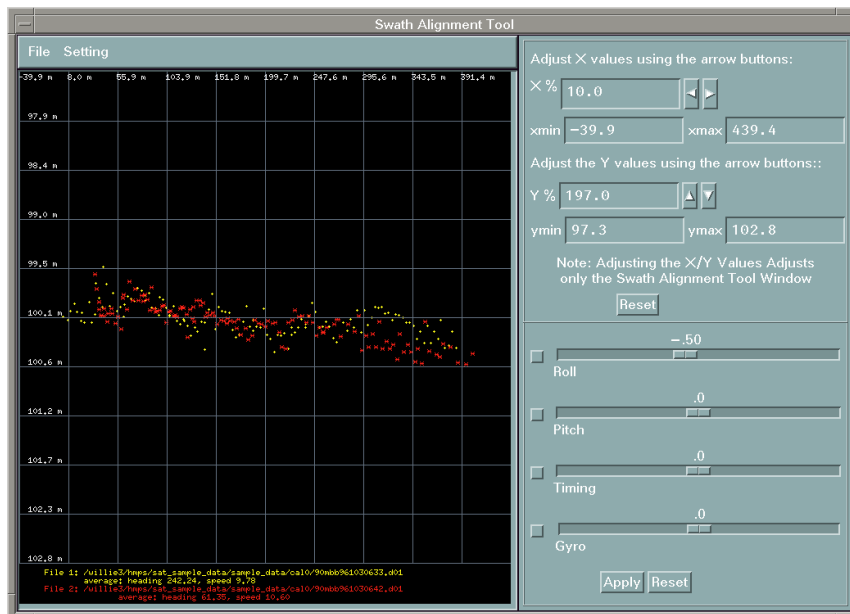 Swath Alignment Tool
File Setting
-39.9 m 8.0 m 55.9 m 103.9 m 151.8 m 199.7 m 247.6 m 295.6 m 343.5 m 391.4 m
97.9 m
98.4 m
99.0 m
99.5 m
100.1 m
100.6 m
101.2 m
101.7 m
102.3 m
102.8 m
File 1: /willie3/hmps/sat_sample_data/sample_data/cal0/90mbb961030633.d01
average: heading 242.24, speed 9.78
File 2: /willie3/hmps/sat_sample_data/sample_data/cal0/90mbb961030642.d01
average: heading 61.35, speed 10.60
Adjust X values using the arrow buttons:
X % 10.0
xmin -39.9 xmax 439.4
Adjust the Y values using the arrow buttons::
Y % 197.0
ymin 97.3 ymax 102.8
Note: Adjusting the X/Y Values Adjusts
only the Swath Alignment Tool Window
Reset
-.50
Roll
.0
Pitch
.0
Timing
.0
Gyro
Apply Reset